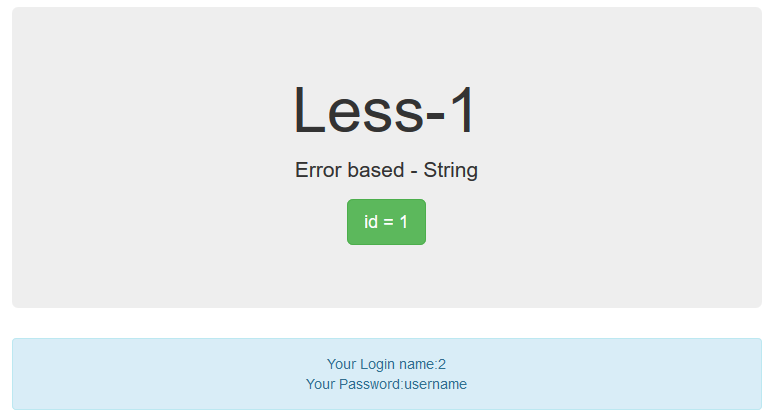 Less-1
Error based - String
id = 1
Your Login name:2
Your Password:username